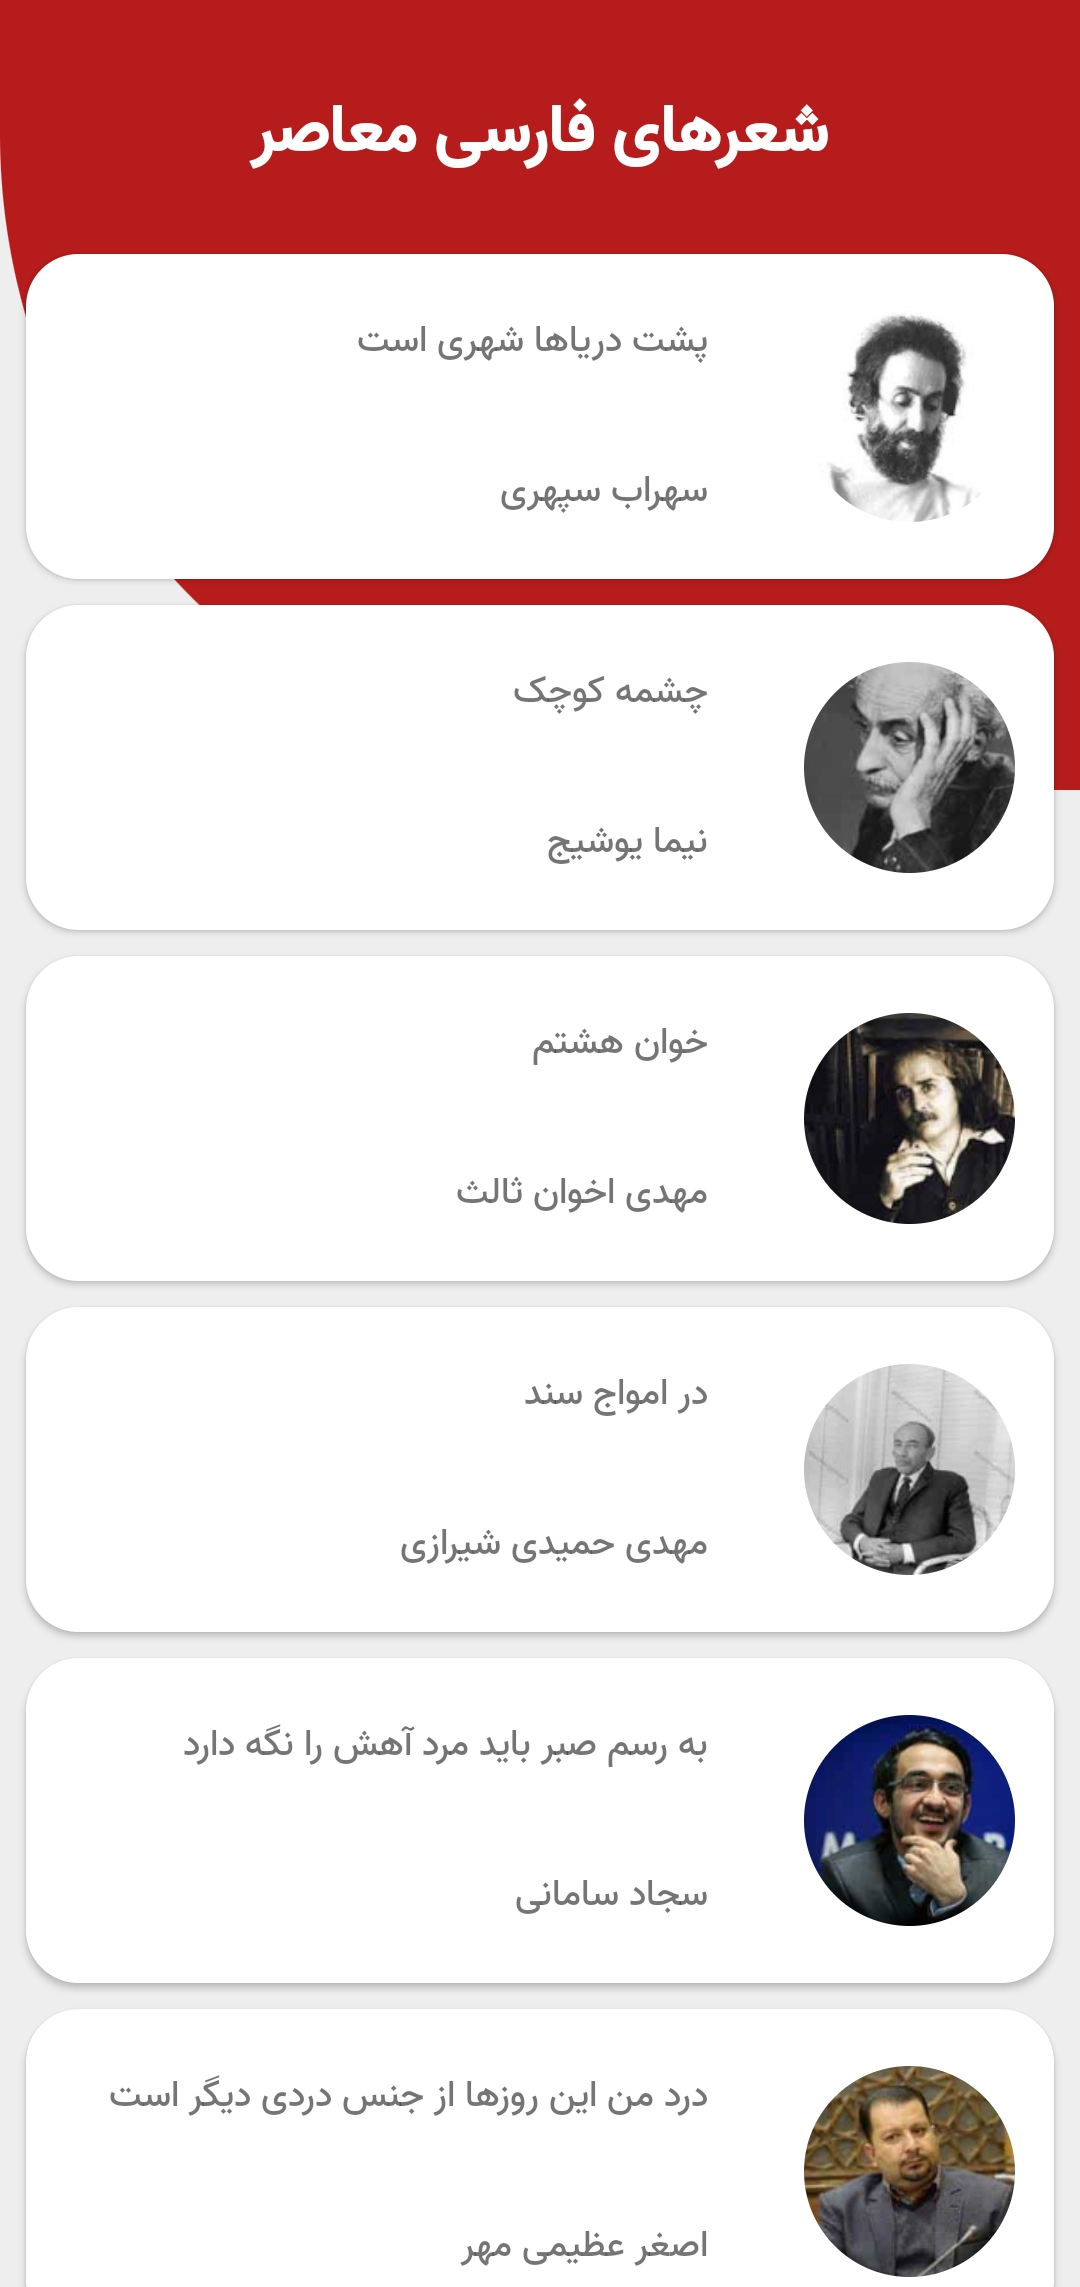 شعرهای فارسی معاصر
پشت دریاها شهری است
سهراب سپهری
چشمه کوچک
نیما یوشیج
خوان هشتم
مهدی اخوان ثالث
در امواج سند
مهدی حمیدی شیرازی
به رسم صبر باید مرد آهش را نگه دارد
سجاد سامانی
درد من این روزها از جنس دردی دیگر است
اصغر عظیمی مهر